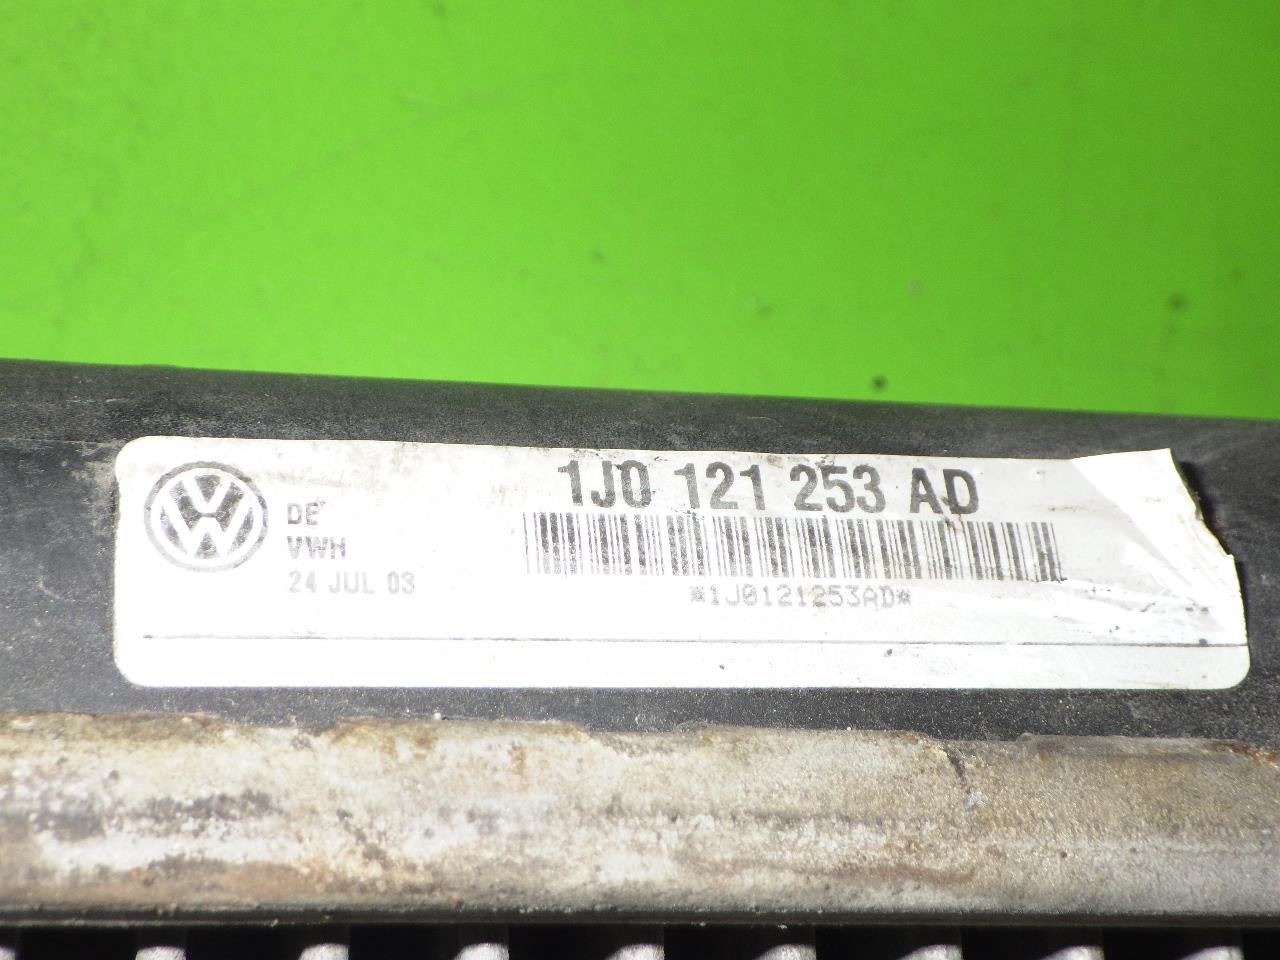 1J0 121 253 AD
DE
VWH
24 JUL 03
*1J0121253AD*